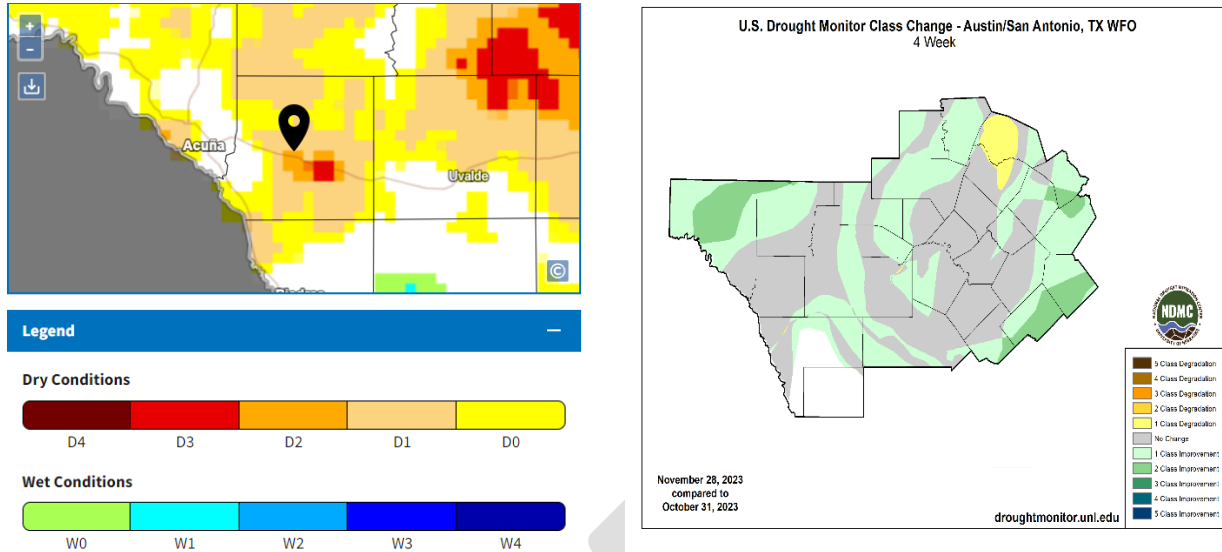 +
−
Acuña
Uvalde
©
Legend
Dry Conditions
D4 D3 D2 D1 D0
Wet Conditions
W0 W1 W2 W3 W4
U.S. Drought Monitor Class Change - Austin/San Antonio, TX WFO
4 Week
NDMC
5 Class Degradation
4 Class Degradation
3 Class Degradation
2 Class Degradation
1 Class Degradation
No Change
1 Class Improvement
2 Class Improvement
3 Class Improvement
4 Class Improvement
5 Class Improvement
November 28, 2023
compared to
October 31, 2023
droughtmonitor.unl.edu